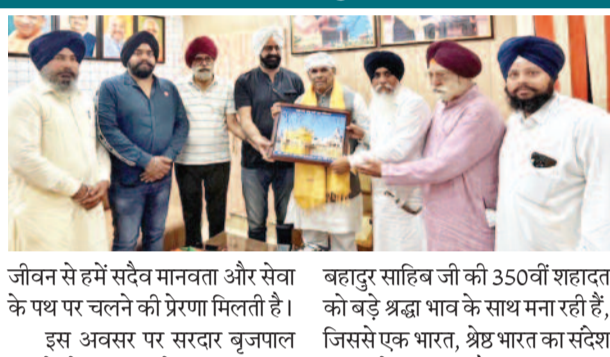 जीवन से हमें सदैव मानवता और सेवा
के पथ पर चलने की प्रेरणा मिलती है।
इस अवसर पर सरदार बृजपाल
बहादुर साहिब जी की 350वीं शहादत
को बड़े श्रद्धा भाव के साथ मना रही हैं,
जिससे एक भारत, श्रेष्ठ भारत का संदेश